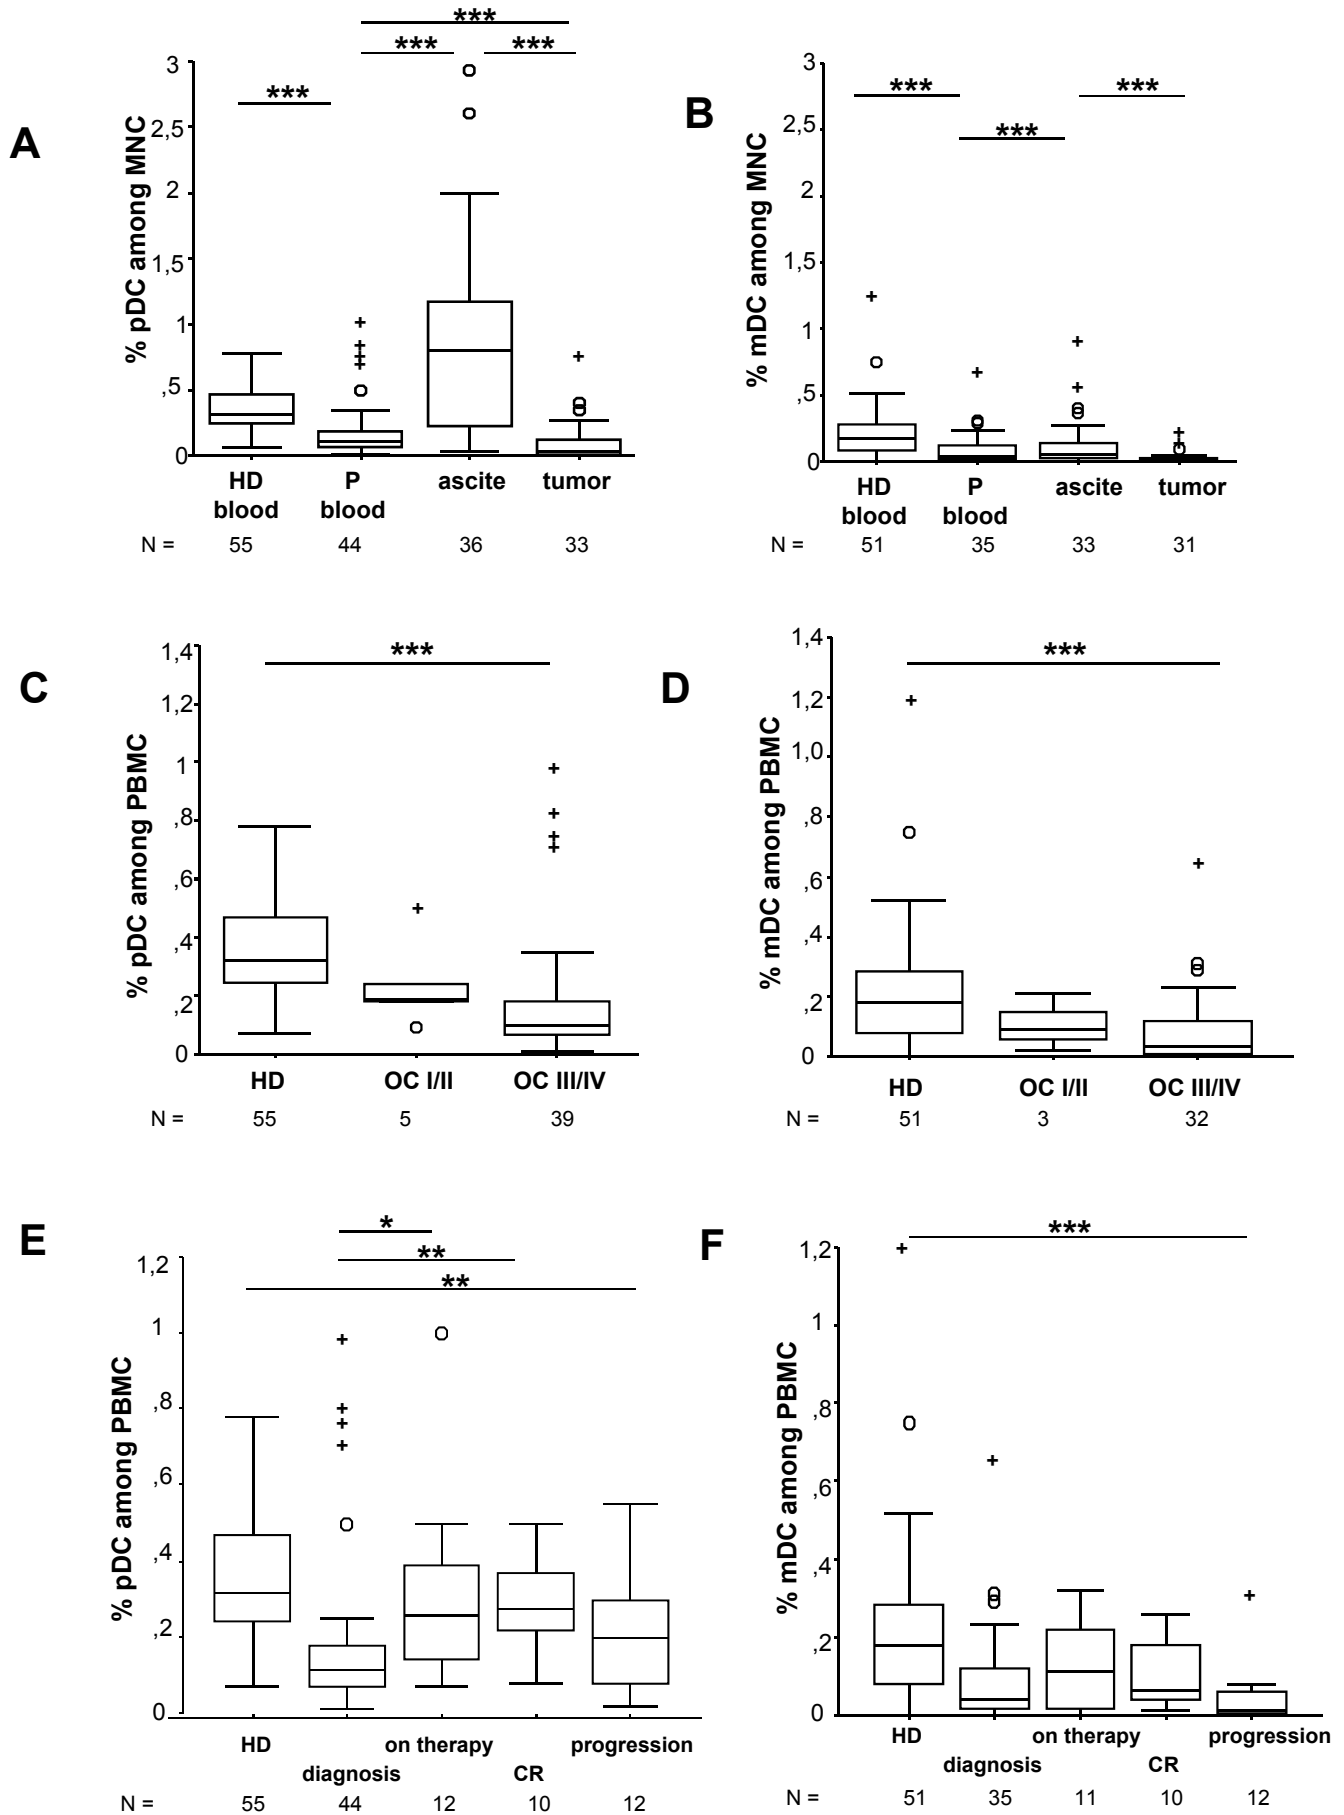 A
% pDC among MNC
3
2,5
2
1,5
1
,5
0
***
***
***
***
HD blood
P blood
ascite
tumor
N = 55 44 36 33
B
% mDC among MNC
3
2,5
2
1,5
1
,5
0
***
***
***
HD blood
P blood
ascite
tumor
N = 51 35 33 31
C
% pDC among PBMC
1,4
1,2
1
,8
,6
,4
,2
0
***
HD OC I/II OC III/IV
N = 55 5 39
D
% mDC among PBMC
1,4
1,2
1,0
,8
,6
,4
,2
0
***
HD OC I/II OC III/IV
N = 51 3 32
E
% pDC among PBMC
1,2
1
,8
,6
,4
,2
0
*
**
**
HD on therapy progression
diagnosis CR
N = 55 44 12 10 12
F
% mDC among PBMC
1,2
1
,8
,6
,4
,2
0
***
HD on therapy progression
diagnosis CR
N = 51 35 11 10 12